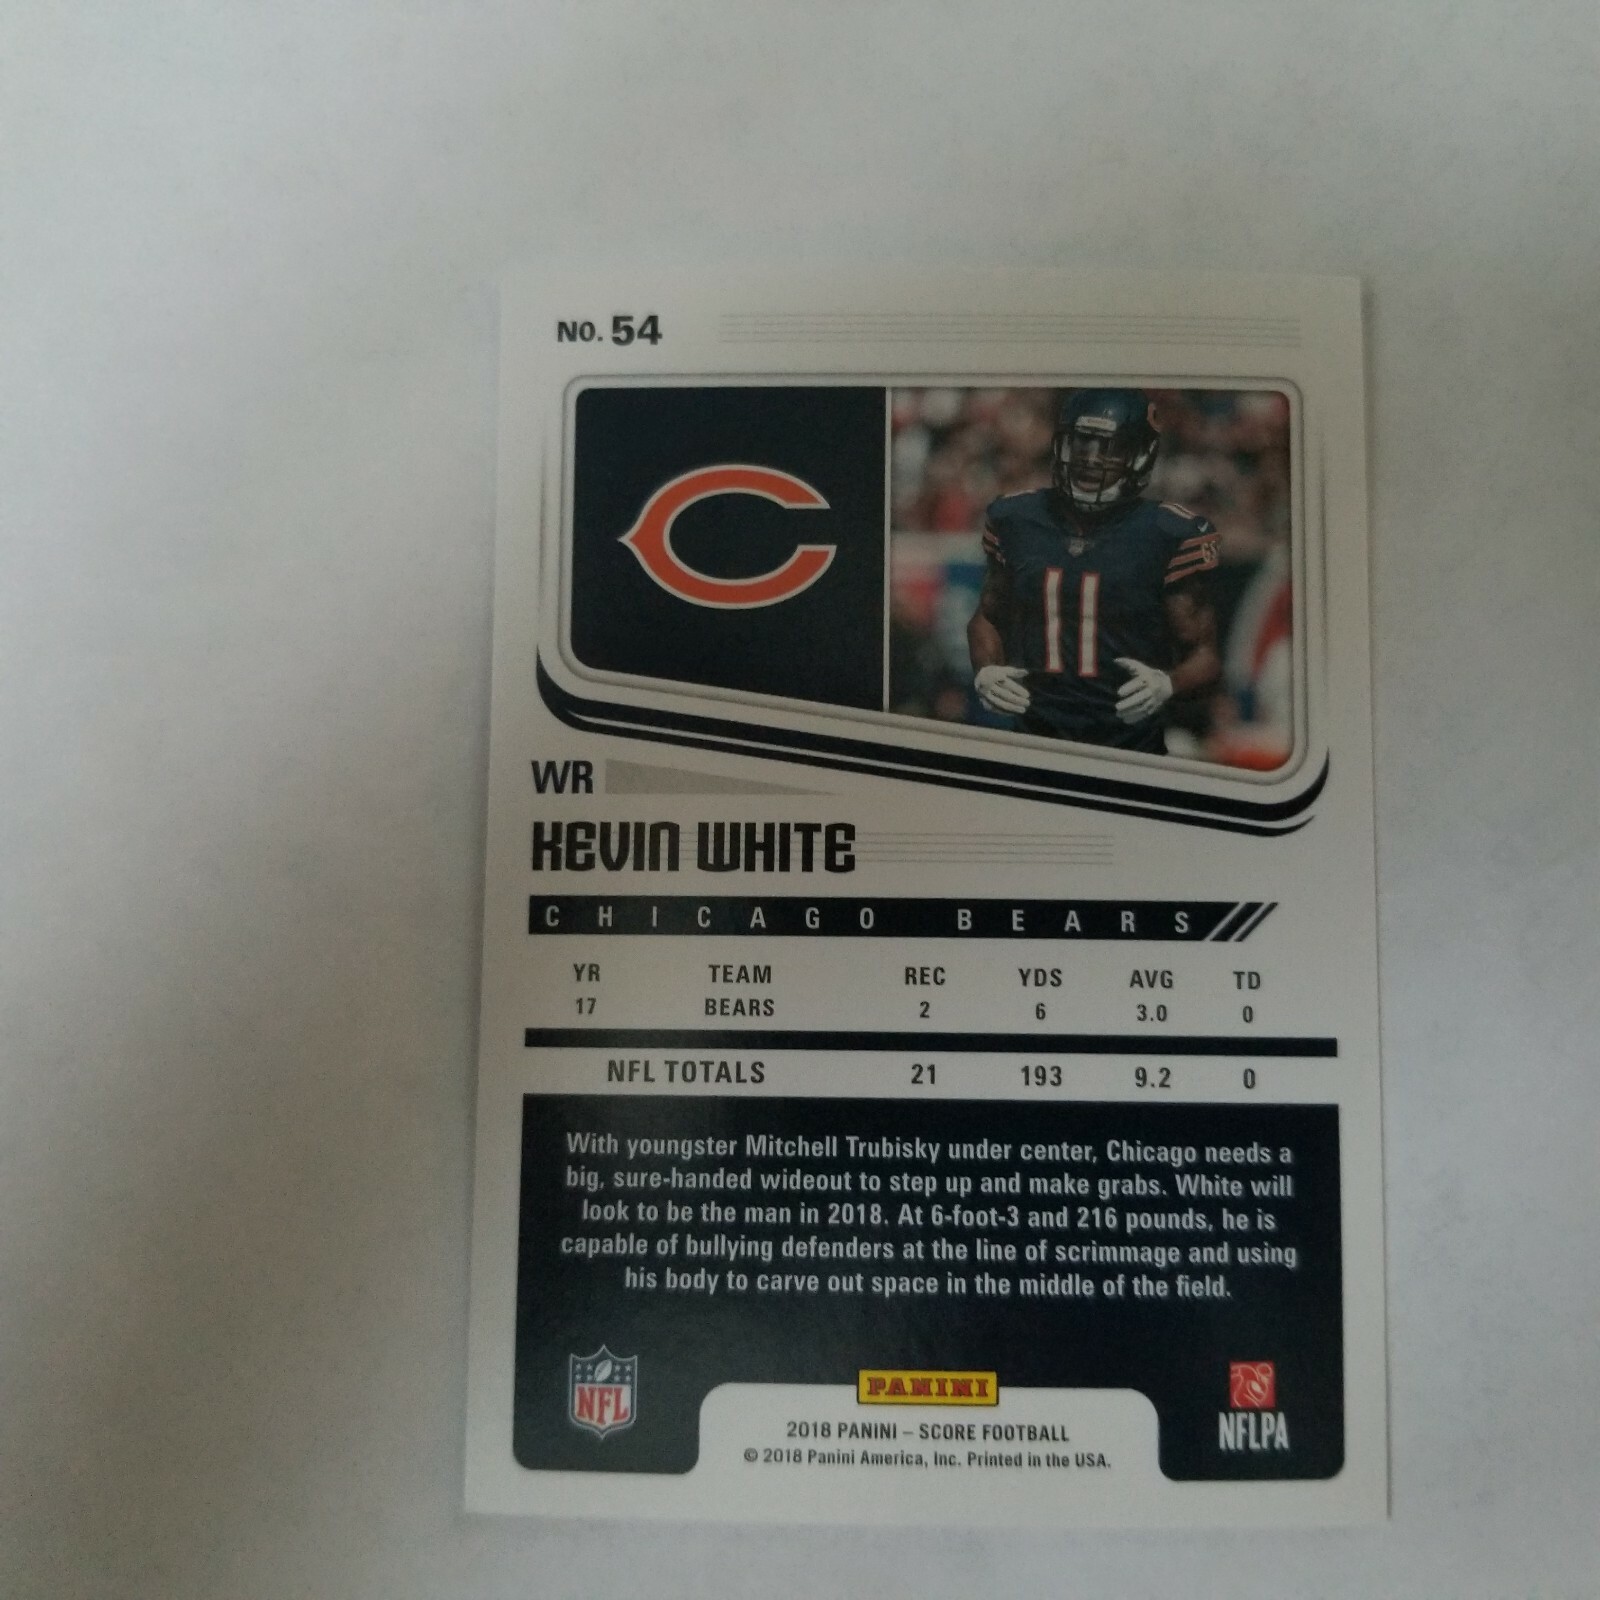 NO. 54
11
WR
KEVIN WHITE
CHICAGO BEARS
YR TEAM REC YDS AVG TD
17 BEARS 2 6 3.0 0
NFL TOTALS 21 193 9.2 0
With youngster Mitchell Trubisky under center, Chicago needs a
big, sure-handed wideout to step up and make grabs. White will
look to be the man in 2018. At 6-foot-3 and 216 pounds, he is
capable of bullying defenders at the line of scrimmage and using
his body to carve out space in the middle of the field.
NFL
PANINI
NFLPA
2018 PANINI – SCORE FOOTBALL
© 2018 Panini America, Inc. Printed in the USA.